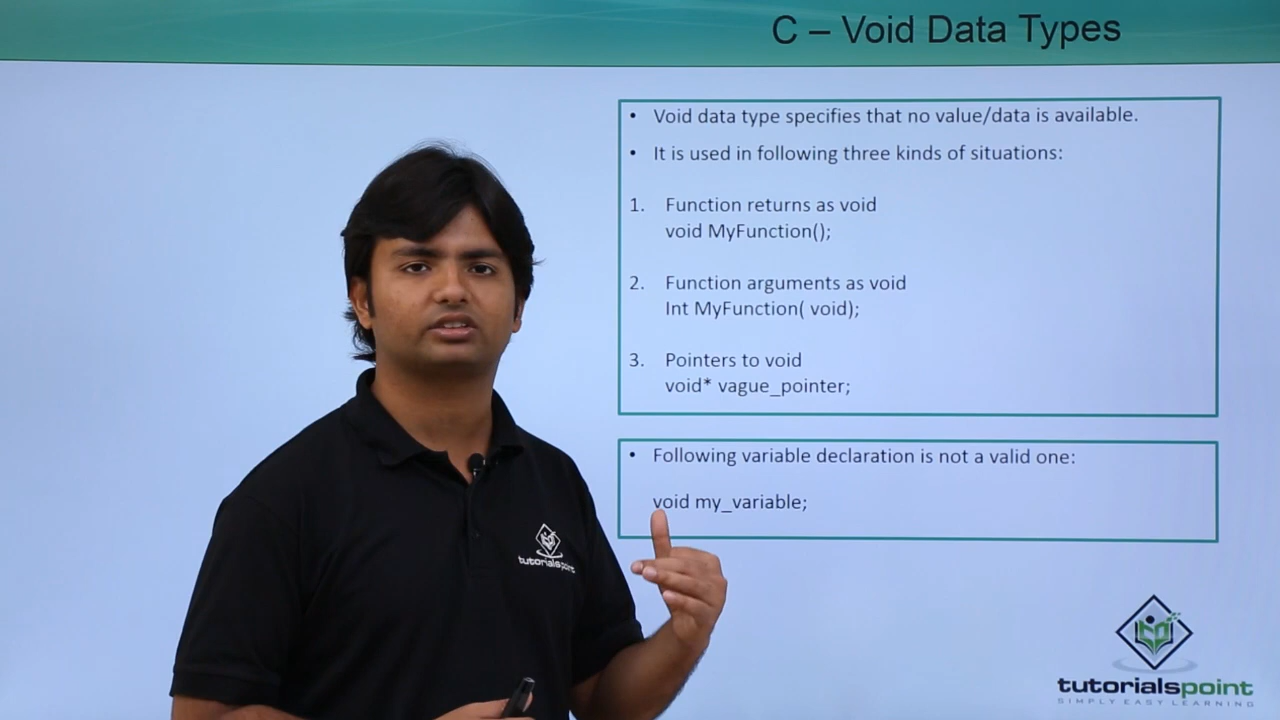 C – Void Data Types
• Void data type specifies that no value/data is available.
• It is used in following three kinds of situations:
1. Function returns as void
void MyFunction();
2. Function arguments as void
Int MyFunction( void);
3. Pointers to void
void* vague_pointer;
• Following variable declaration is not a valid one:
void my_variable;
tutorialspoint
tutorialspoint
SIMPLY EASY LEARNING